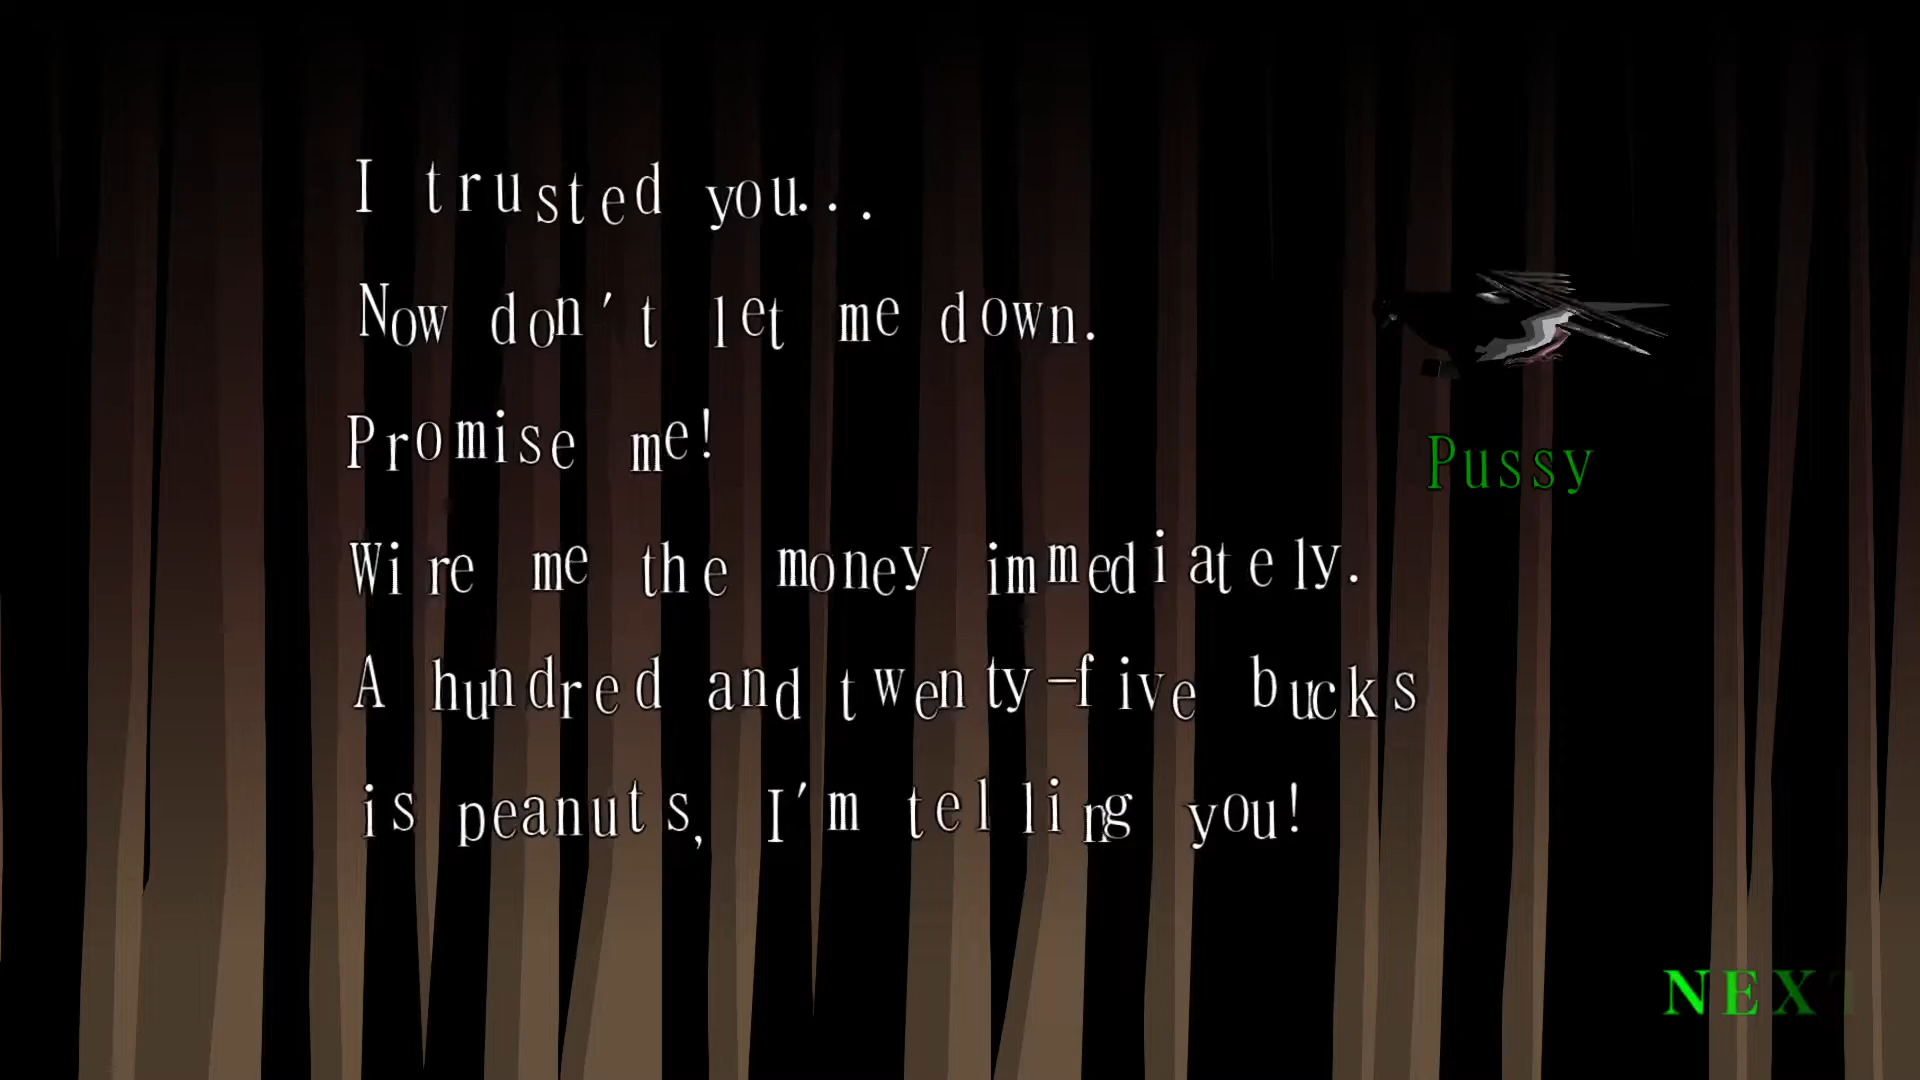 I trusted you...
Now don't let me down.
Promise me!
Pussy
Wire me the money immediately.
A hundred and twenty-five bucks
is peanuts, I'm telling you!
NEXT